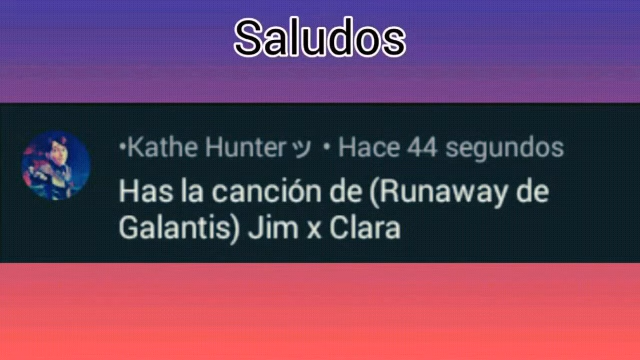 Saludos
•Kathe Hunterッ • Hace 44 segundos
Has la canción de (Runaway de
Galantis) Jim x Clara